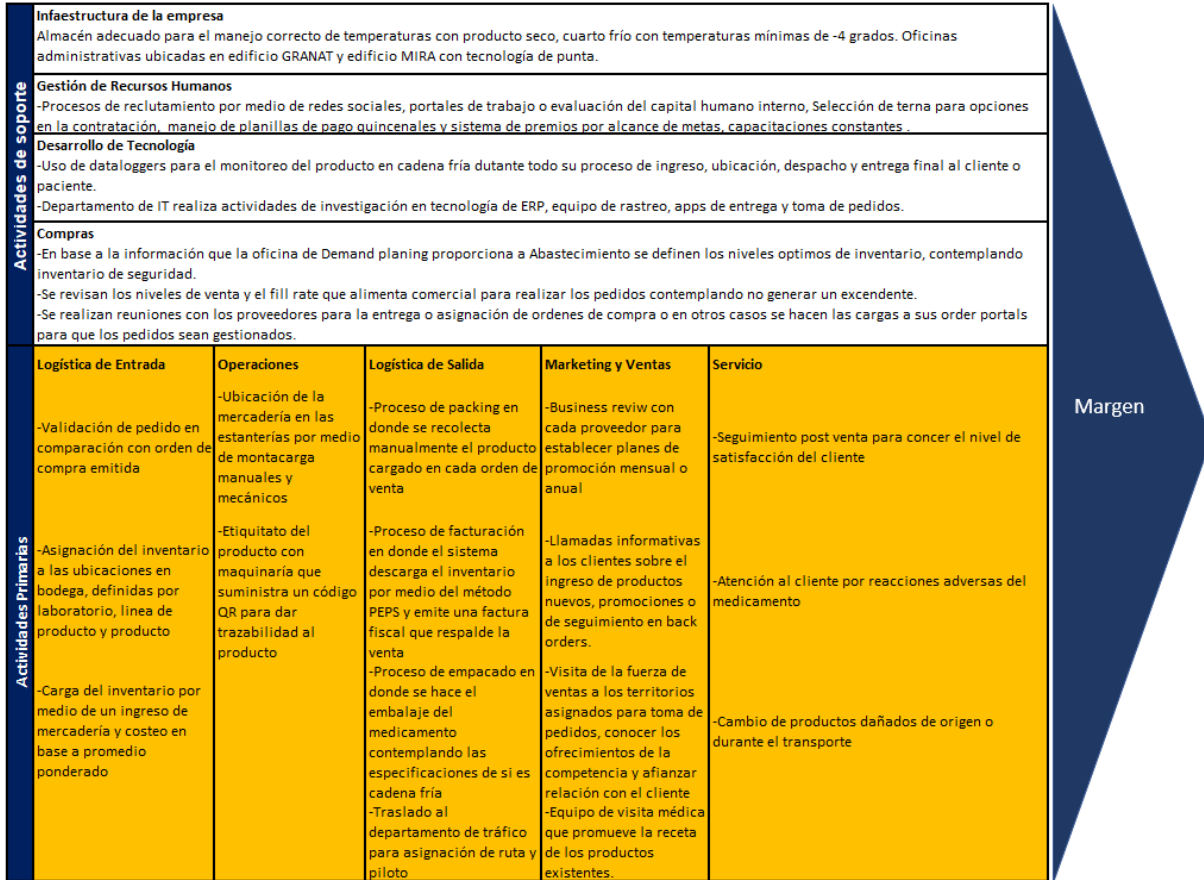 Actividades de soporte
Infaestructura de la empresa
Almacén adecuado para el manejo correcto de temperaturas con producto seco, cuarto frío con temperaturas mínimas de -4 grados. Oficinas
administrativas ubicadas en edificio GRANAT y edificio MIRA con tecnología de punta.
Gestión de Recursos Humanos
-Procesos de reclutamiento por medio de redes sociales, portales de trabajo o evaluación del capital humano interno, Selección de terna para opciones
en la contratación, manejo de planillas de pago quincenales y sistema de premios por alcance de metas, capacitaciones constantes .
Desarrollo de Tecnología
-Uso de dataloggers para el monitoreo del producto en cadena fría dutante todo su proceso de ingreso, ubicación, despacho y entrega final al cliente o
paciente.
-Departamento de IT realiza actividades de investigación en tecnología de ERP, equipo de rastreo, apps de entrega y toma de pedidos.
Compras
-En base a la información que la oficina de Demand planing proporciona a Abastecimiento se definen los niveles optimos de inventario, contemplando
inventario de seguridad.
-Se revisan los niveles de venta y el fill rate que alimenta comercial para realizar los pedidos contemplando no generar un excendente.
-Se realizan reuniones con los proveedores para la entrega o asignación de ordenes de compra o en otros casos se hacen las cargas a sus order portals
para que los pedidos sean gestionados.
Actividades Primarias
Logística de Entrada
-Validación de pedido en
comparación con orden de
compra emitida
-Asignación del inventario
a las ubicaciones en
bodega, definidas por
laboratorio, linea de
producto y producto
-Carga del inventario por
medio de un ingreso de
mercadería y costeo en
base a promedio
ponderado
Operaciones
-Ubicación de la
mercadería en las
estanterías por medio
de montacarga
manuales y
mecánicos
-Etiquitato del
producto con
maquinaría que
suministra un código
QR para dar
trazabilidad al
producto
Logística de Salida
-Proceso de packing en
donde se recolecta
manualmente el producto
cargado en cada orden de
venta
-Proceso de facturación
en donde el sistema
descarga el inventario
por medio del método
PEPS y emite una factura
fiscal que respalde la
venta
-Proceso de empacado en
donde se hace el
embalaje del
medicamento
contemplando las
especificaciones de si es
cadena fría
-Traslado al
departamento de tráfico
para asignación de ruta y
piloto
Marketing y Ventas
-Business reviw con
cada proveedor para
establecer planes de
promoción mensual o
anual
-Llamadas informativas
a los clientes sobre el
ingreso de productos
nuevos, promociones o
de seguimiento en back
orders.
-Visita de la fuerza de
ventas a los territorios
asignados para toma de
pedidos, conocer los
ofrecimientos de la
competencia y afianzar
relación con el cliente
-Equipo de visita médica
que promueve la receta
de los productos
existentes.
Servicio
-Seguimiento post venta para concer el nivel de
satisfacción del cliente
-Atención al cliente por reacciones adversas del
medicamento
-Cambio de productos dañados de origen o
durante el transporte
Margen